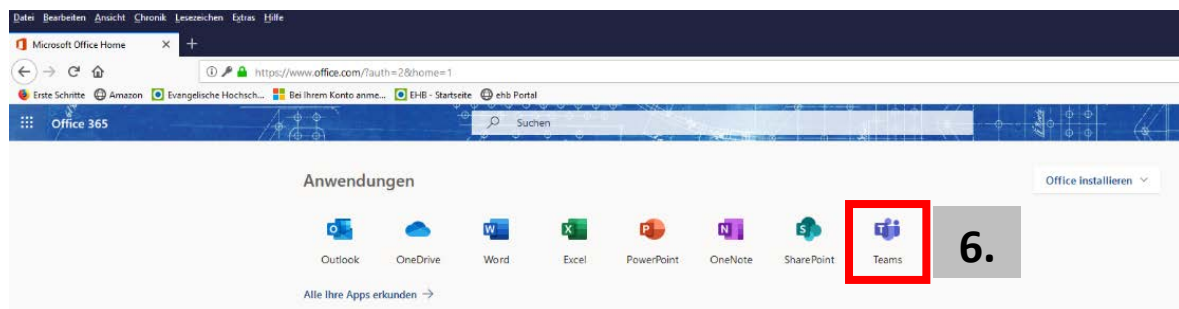 Datei Bearbeiten Ansicht Chronik Lesezeichen Extras Hilfe
Microsoft Office Home
https://www.office.com/?auth=2&home=1
Erste Schritte Amazon Evangelische Hochsch... Bei Ihrem Konto anme... EHB - Startseite ehb Portal
Office 365 Suchen
Anwendungen Office installieren
Outlook OneDrive Word Excel PowerPoint OneNote SharePoint Teams
6.
Alle Ihre Apps erkunden →